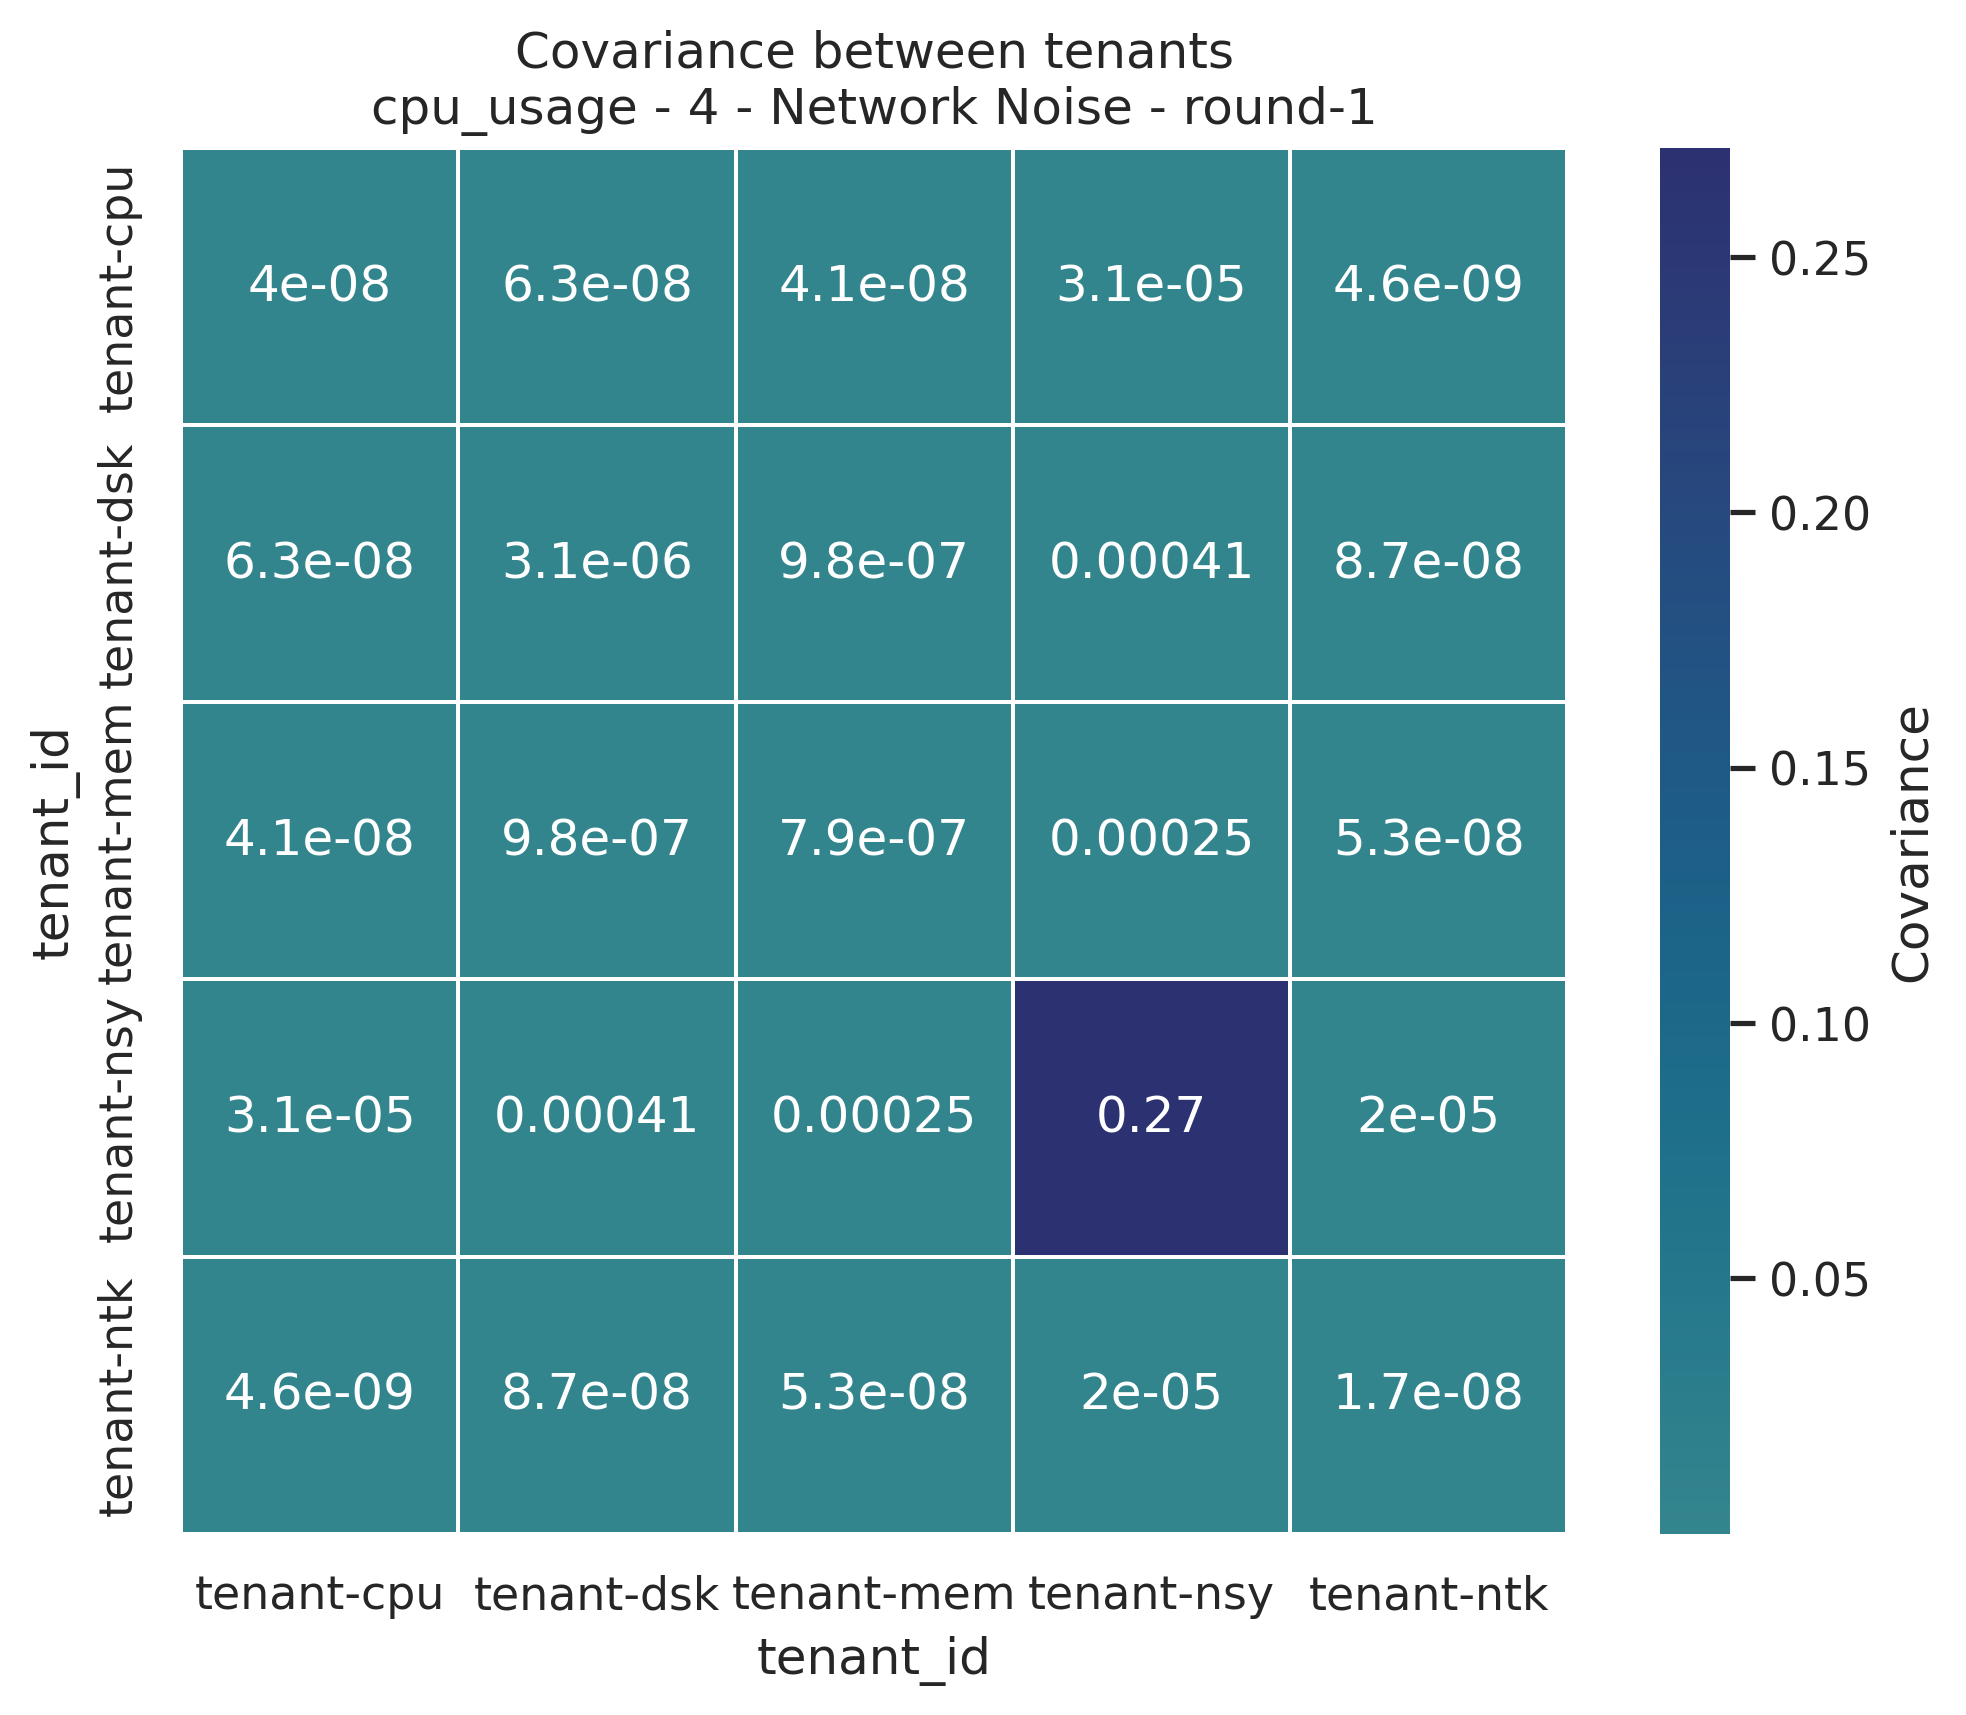 Covariance between tenants
cpu_usage - 4 - Network Noise - round-1
tenant_id
tenant-cpu
4e-08 6.3e-08 4.1e-08 3.1e-05 4.6e-09
tenant-dsk
6.3e-08 3.1e-06 9.8e-07 0.00041 8.7e-08
tenant-mem
4.1e-08 9.8e-07 7.9e-07 0.00025 5.3e-08
tenant-nsy
3.1e-05 0.00041 0.00025 0.27 2e-05
tenant-ntk
4.6e-09 8.7e-08 5.3e-08 2e-05 1.7e-08
tenant-cpu tenant-dsk tenant-mem tenant-nsy tenant-ntk
tenant_id
0.25
0.20
0.15
0.10
0.05
Covariance